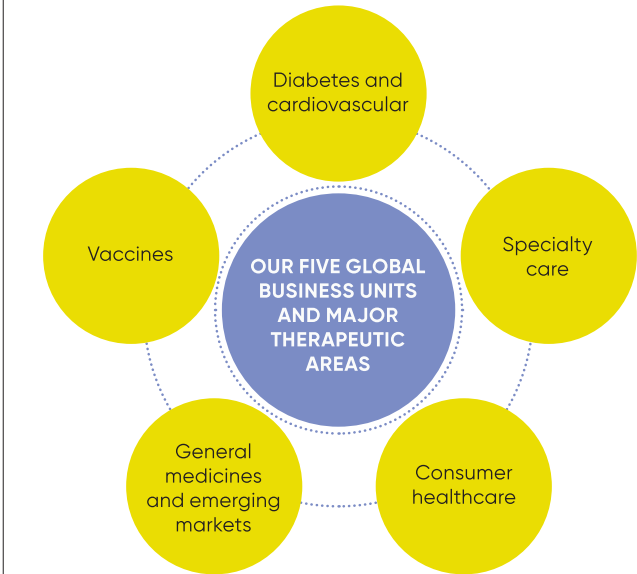 Diabetes and
cardiovascular
Specialty
care
Consumer
healthcare
General
medicines
and emerging
markets
Vaccines
OUR FIVE GLOBAL
BUSINESS UNITS
AND MAJOR
THERAPEUTIC
AREAS